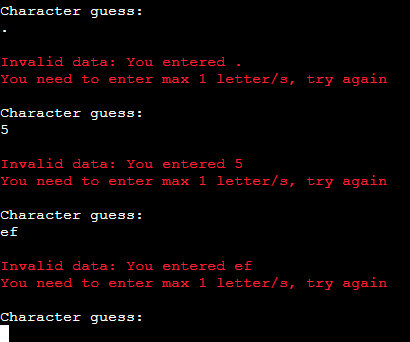 Character guess:
.
Invalid data: You entered .
You need to enter max 1 letter/s, try again
Character guess:
5
Invalid data: You entered 5
You need to enter max 1 letter/s, try again
Character guess:
ef
Invalid data: You entered ef
You need to enter max 1 letter/s, try again
Character guess: